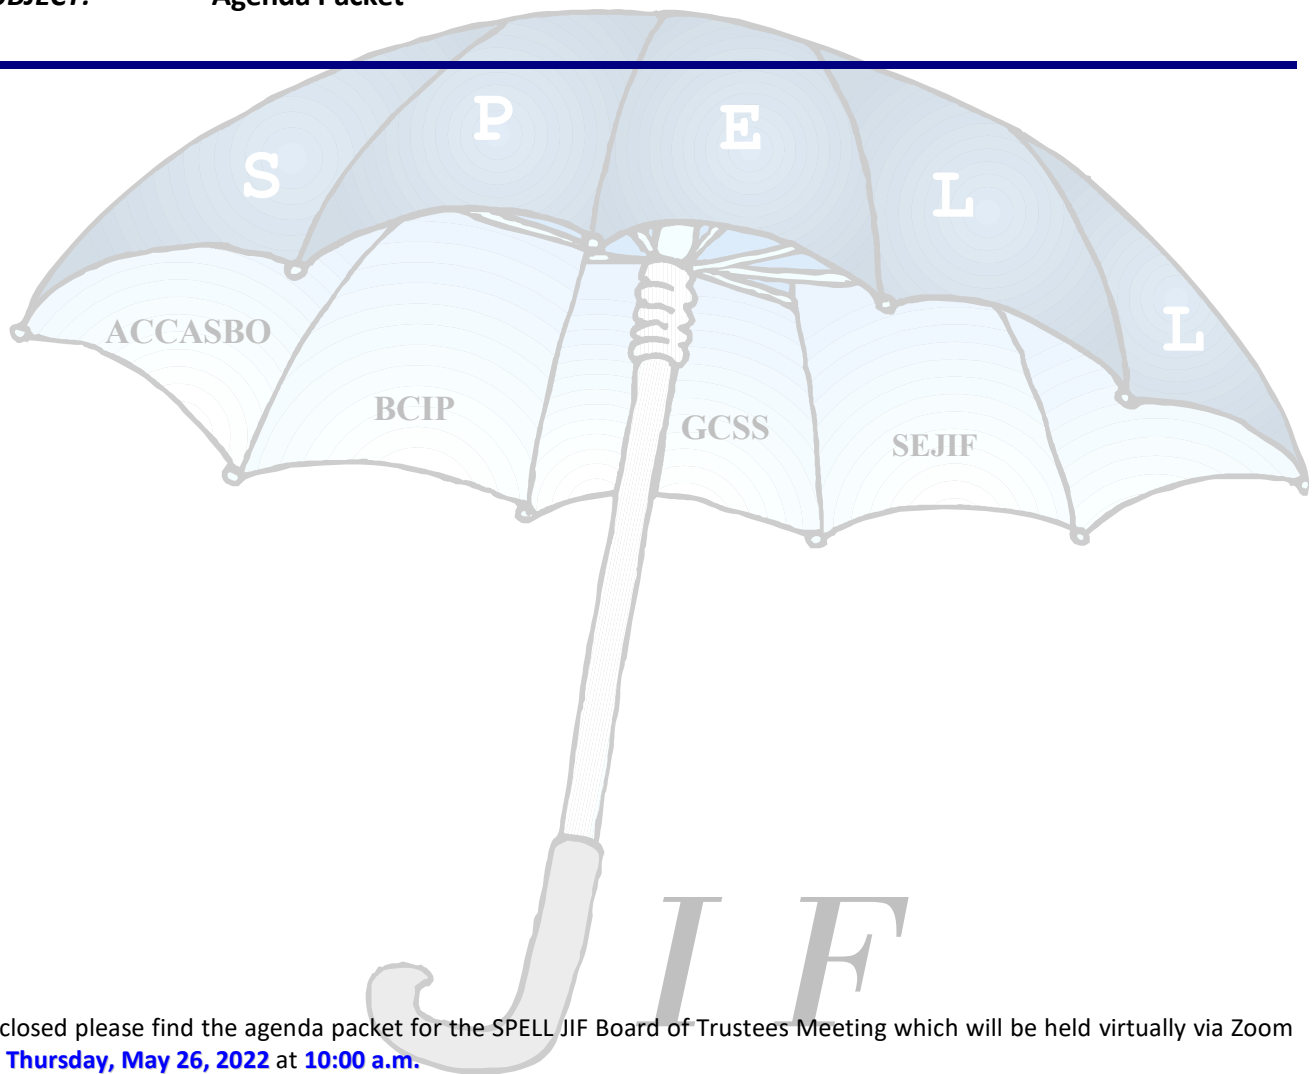 BJECT: Agenda Packet
S P E L L
ACCASBO BCIP GCSS SEJIF
I F
closed please find the agenda packet for the SPELL JIF Board of Trustees Meeting which will be held virtually via Zoom
Thursday, May 26, 2022 at 10:00 a.m.